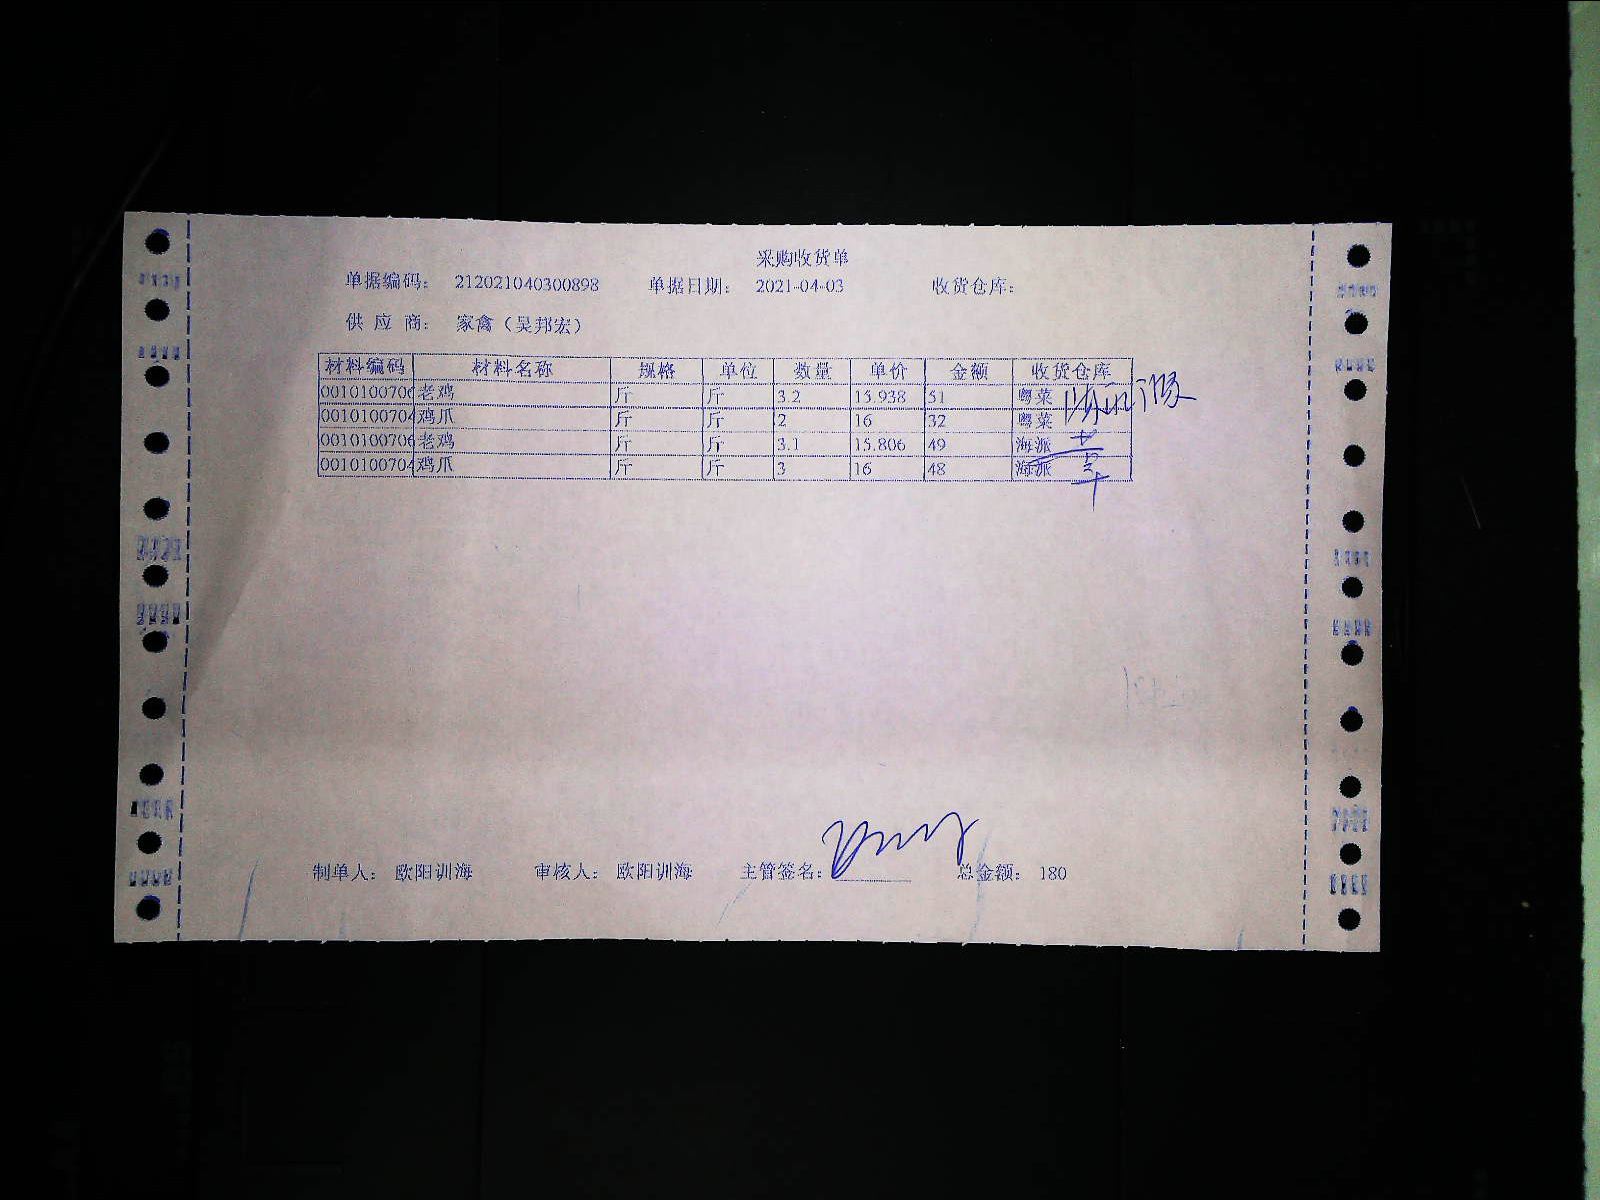 采购收货单
单据编码： 212021040300898 单据日期： 2021-04-03 收货仓库：
供 应 商： 家禽（吴邦宏）
材料编码 材料名称 规格 单位 数量 单价 金额 收货仓库
0010100706 老鸡 斤 斤 3.2 15.938 51 粤菜
0010100704 鸡爪 斤 斤 2 16 32 粤菜
0010100706 老鸡 斤 斤 3.1 15.806 49 海派
0010100704 鸡爪 斤 斤 3 16 48 海派
制单人： 欧阳训海 审核人： 欧阳训海 主管签名： 总金额： 180